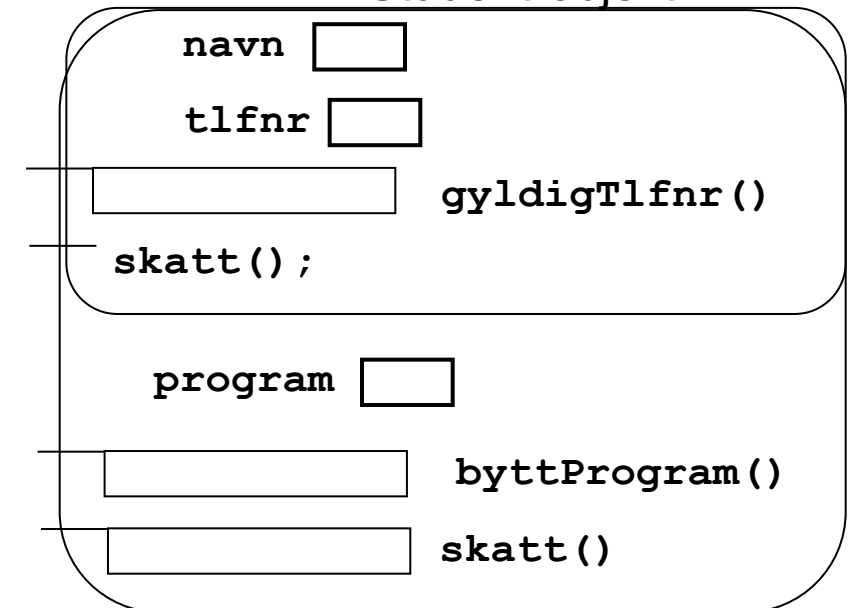 navn
tlfnr
gyldigTlfnr()
skatt();
program
byttProgram()
skatt()